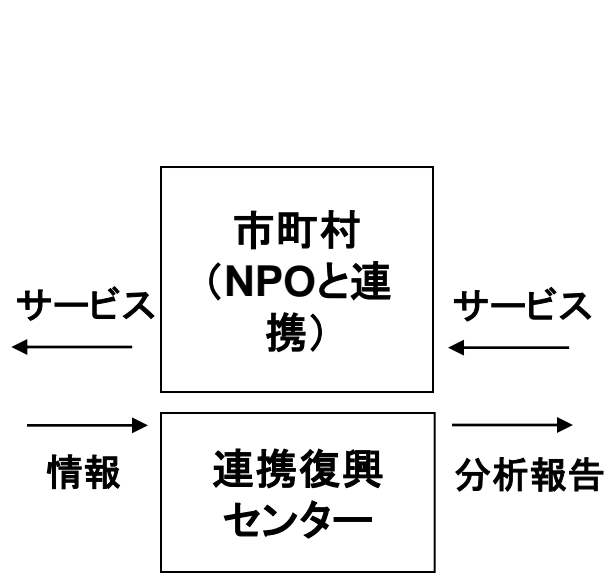 市町村
（NPOと連
携）
サービス
サービス
情報
連携復興
センター
分析報告